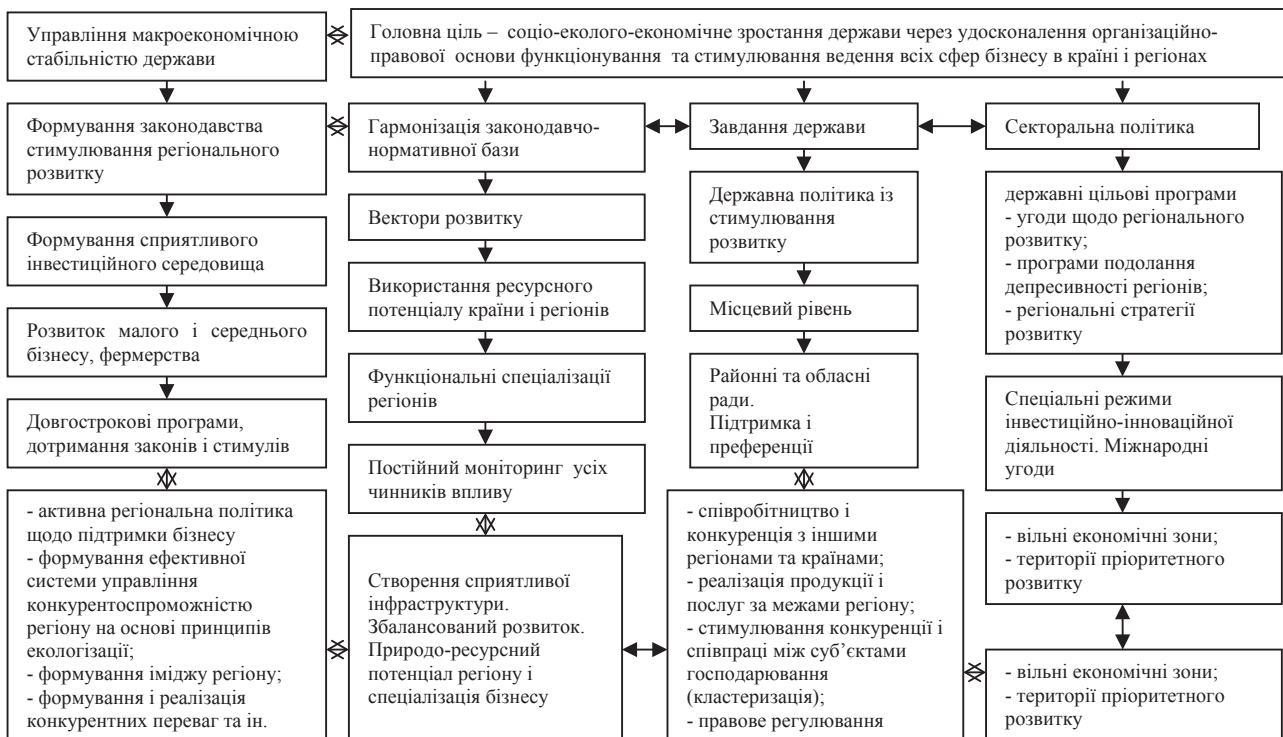 Управління макроекономічною
стабільністю держави
Головна ціль – соціо-еколого-економічне зростання держави через удосконалення організаційно-
правової основи функціонування та стимулювання ведення всіх сфер бізнесу в країні і регіонах
Формування законодавства
стимулювання регіонального
розвитку
Гармонізація законодавчо-
нормативної бази
Завдання держави
Секторальна політика
Формування сприятливого
інвестиційного середовища
Вектори розвитку
Державна політика із
стимулювання
розвитку
державні цільові програми
- угоди щодо регіонального
розвитку;
- програми подолання
депресивності регіонів;
- регіональні стратегії
розвитку
Використання ресурсного
потенціалу країни і регіонів
Місцевий рівень
Розвиток малого і середнього
бізнесу, фермерства
Функціональні спеціалізації
регіонів
Районні та обласні
ради.
Підтримка і
преференції
Спеціальні режими
інвестиційно-інноваційної
діяльності. Міжнародні
угоди
Довгострокові програми,
дотримання законів і стимулів
Постійний моніторинг усіх
чинників впливу
- активна регіональна політика
щодо підтримки бізнесу
- формування ефективної
системи управління
конкурентоспроможністю
регіону на основі принципів
екологізації;
- формування іміджу регіону;
- формування і реалізація
конкурентних переваг та ін.
Створення сприятливої
інфраструктури.
Збалансований розвиток.
Природо-ресурсний
потенціал регіону і
спеціалізація бізнесу
- співробітництво і
конкуренція з іншими
регіонами та країнами;
- реалізація продукції і
послуг за межами регіону;
- стимулювання конкуренції і
співпраці між суб’єктами
господарювання
(кластеризація);
- правове регулювання
- вільні економічні зони;
- території пріоритетного
розвитку
- вільні економічні зони;
- території пріоритетного
розвитку